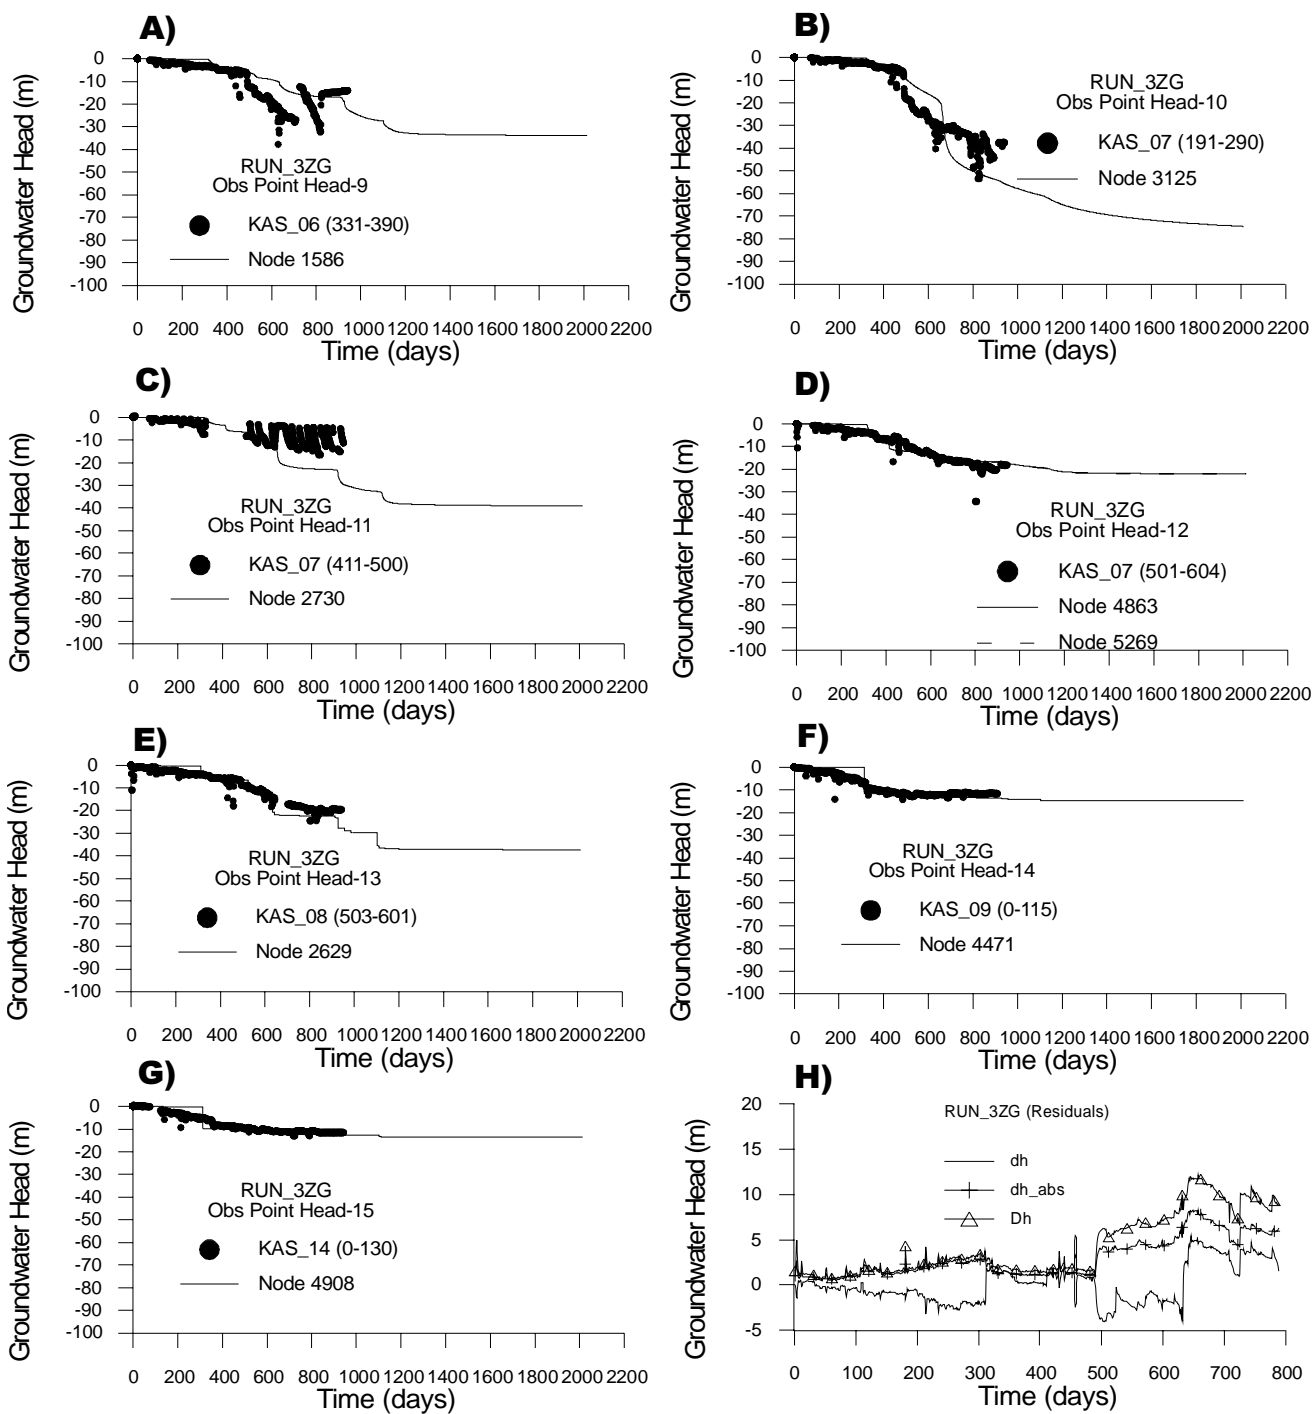 A)
0
-10
-20
-30
-40
-50
-60
-70
-80
-90
-100
Groundwater Head (m)
RUN_3ZG
Obs Point Head-9
KAS_06 (331-390)
Node 1586
0 200 400 600 800 1000 1200 1400 1600 1800 2000 2200
Time (days)
B)
0
-10
-20
-30
-40
-50
-60
-70
-80
-90
-100
Groundwater Head (m)
RUN_3ZG
Obs Point Head-10
KAS_07 (191-290)
Node 3125
0 200 400 600 800 1000 1200 1400 1600 1800 2000 2200
Time (days)
C)
0
-10
-20
-30
-40
-50
-60
-70
-80
-90
-100
Groundwater Head (m)
RUN_3ZG
Obs Point Head-11
KAS_07 (411-500)
Node 2730
0 200 400 600 800 1000 1200 1400 1600 1800 2000 2200
Time (days)
D)
0
-10
-20
-30
-40
-50
-60
-70
-80
-90
-100
Groundwater Head (m)
RUN_3ZG
Obs Point Head-12
KAS_07 (501-604)
Node 4863
Node 5269
0 200 400 600 800 1000 1200 1400 1600 1800 2000 2200
Time (days)
E)
0
-10
-20
-30
-40
-50
-60
-70
-80
-90
-100
Groundwater Head (m)
RUN_3ZG
Obs Point Head-13
KAS_08 (503-601)
Node 2629
0 200 400 600 800 1000 1200 1400 1600 1800 2000 2200
Time (days)
F)
0
-10
-20
-30
-40
-50
-60
-70
-80
-90
-100
Groundwater Head (m)
RUN_3ZG
Obs Point Head-14
KAS_09 (0-115)
Node 4471
0 200 400 600 800 1000 1200 1400 1600 1800 2000 2200
Time (days)
G)
0
-10
-20
-30
-40
-50
-60
-70
-80
-90
-100
Groundwater Head (m)
RUN_3ZG
Obs Point Head-15
KAS_14 (0-130)
Node 4908
0 200 400 600 800 1000 1200 1400 1600 1800 2000 2200
Time (days)
H)
20
15
10
5
0
-5
Groundwater Head (m)
RUN_3ZG (Residuals)
dh
dh_abs
Dh
0 100 200 300 400 500 600 700 800
Time (days)